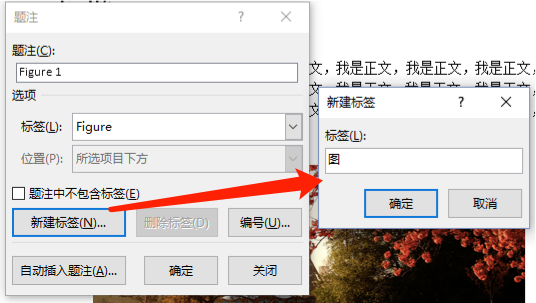 题注
题注(C):
Figure 1
选项
标签(L):
Figure
位置(P):
所选项目下方
题注中不包含标签(E)
新建标签(N)...
删除标签(D)
编号(U)...
自动插入题注(A)...
确定
关闭
文，我是正文，我是正文，我是正文，
新建标签
标签(L):
图
确定
取消